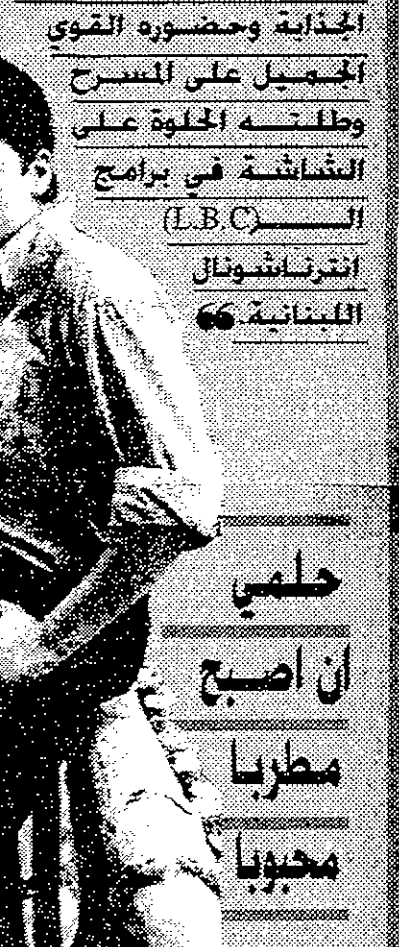 الجذابة وحضوره القوي
الجميل على المسرح
وطلته الحلوة على
الشاشة في برامج
الـ(L.B.C)
انترناشونال
اللبنانية.“
حلمي
ان اصبح
مطربا
محبوبا